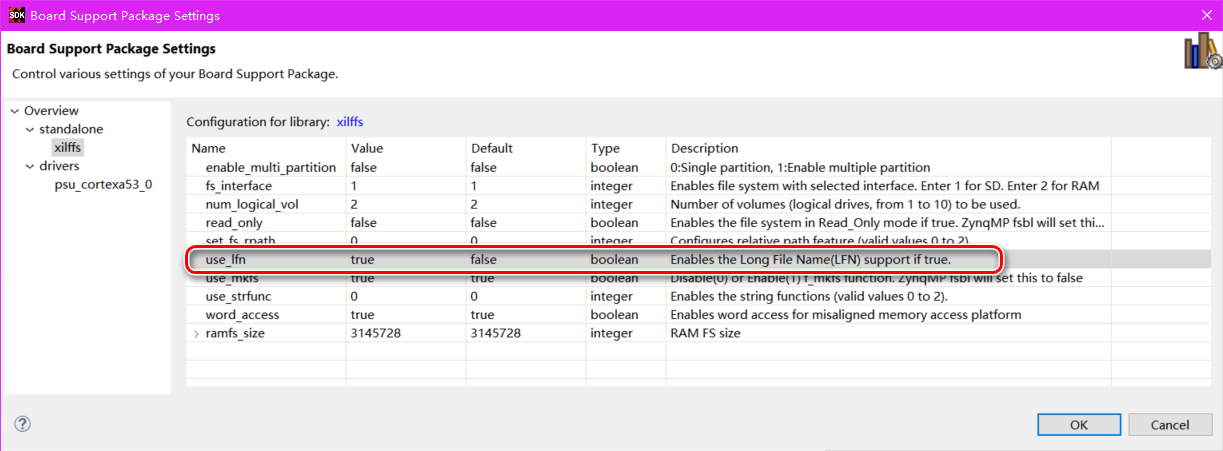 SDK Board Support Package Settings
Board Support Package Settings
Control various settings of your Board Support Package.
Overview
standalone
xilffs
drivers
psu_cortexa53_0
Configuration for library: xilffs
Name Value Default Type Description
enable_multi_partition false false boolean 0:Single partition, 1:Enable multiple partition
fs_interface 1 1 integer Enables file system with selected interface. Enter 1 for SD. Enter 2 for RAM
num_logical_vol 2 2 integer Number of volumes (logical drives, from 1 to 10) to be used.
read_only false false boolean Enables the file system in Read_Only mode if true. ZynqMP fsbl will set this...
set_fs_rpath 0 0 integer Configures relative path feature (valid values 0 to 2).
use_lfn true false boolean Enables the Long File Name(LFN) support if true.
use_mkfs true true boolean Disable(0) or Enable(1) f_mkfs function. ZynqMP fsbl will set this to false
use_strfunc 0 0 integer Enables the string functions (valid values 0 to 2).
word_access true true boolean Enables word access for misaligned memory access platform
ramfs_size 3145728 3145728 integer RAM FS size
?
OK Cancel